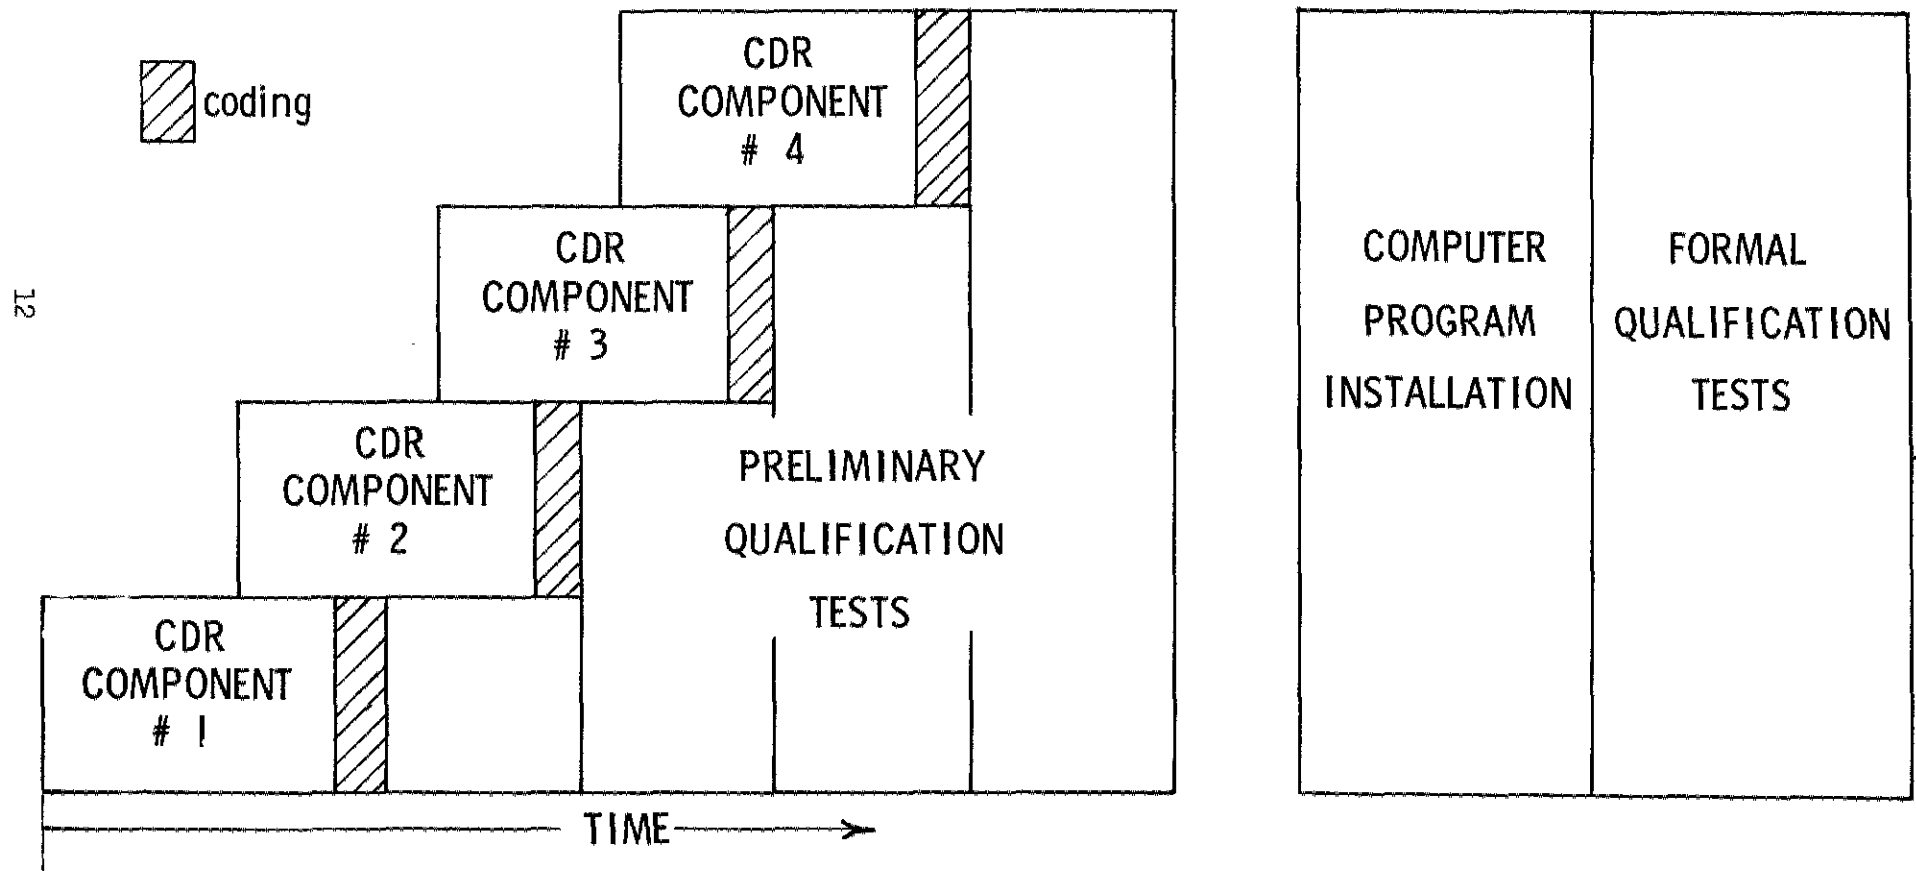 coding
CDR
COMPONENT
# 4
CDR
COMPONENT
# 3
CDR
COMPONENT
# 2
CDR
COMPONENT
# 1
PRELIMINARY
QUALIFICATION
TESTS
COMPUTER
PROGRAM
INSTALLATION
FORMAL
QUALIFICATION
TESTS
TIME
12